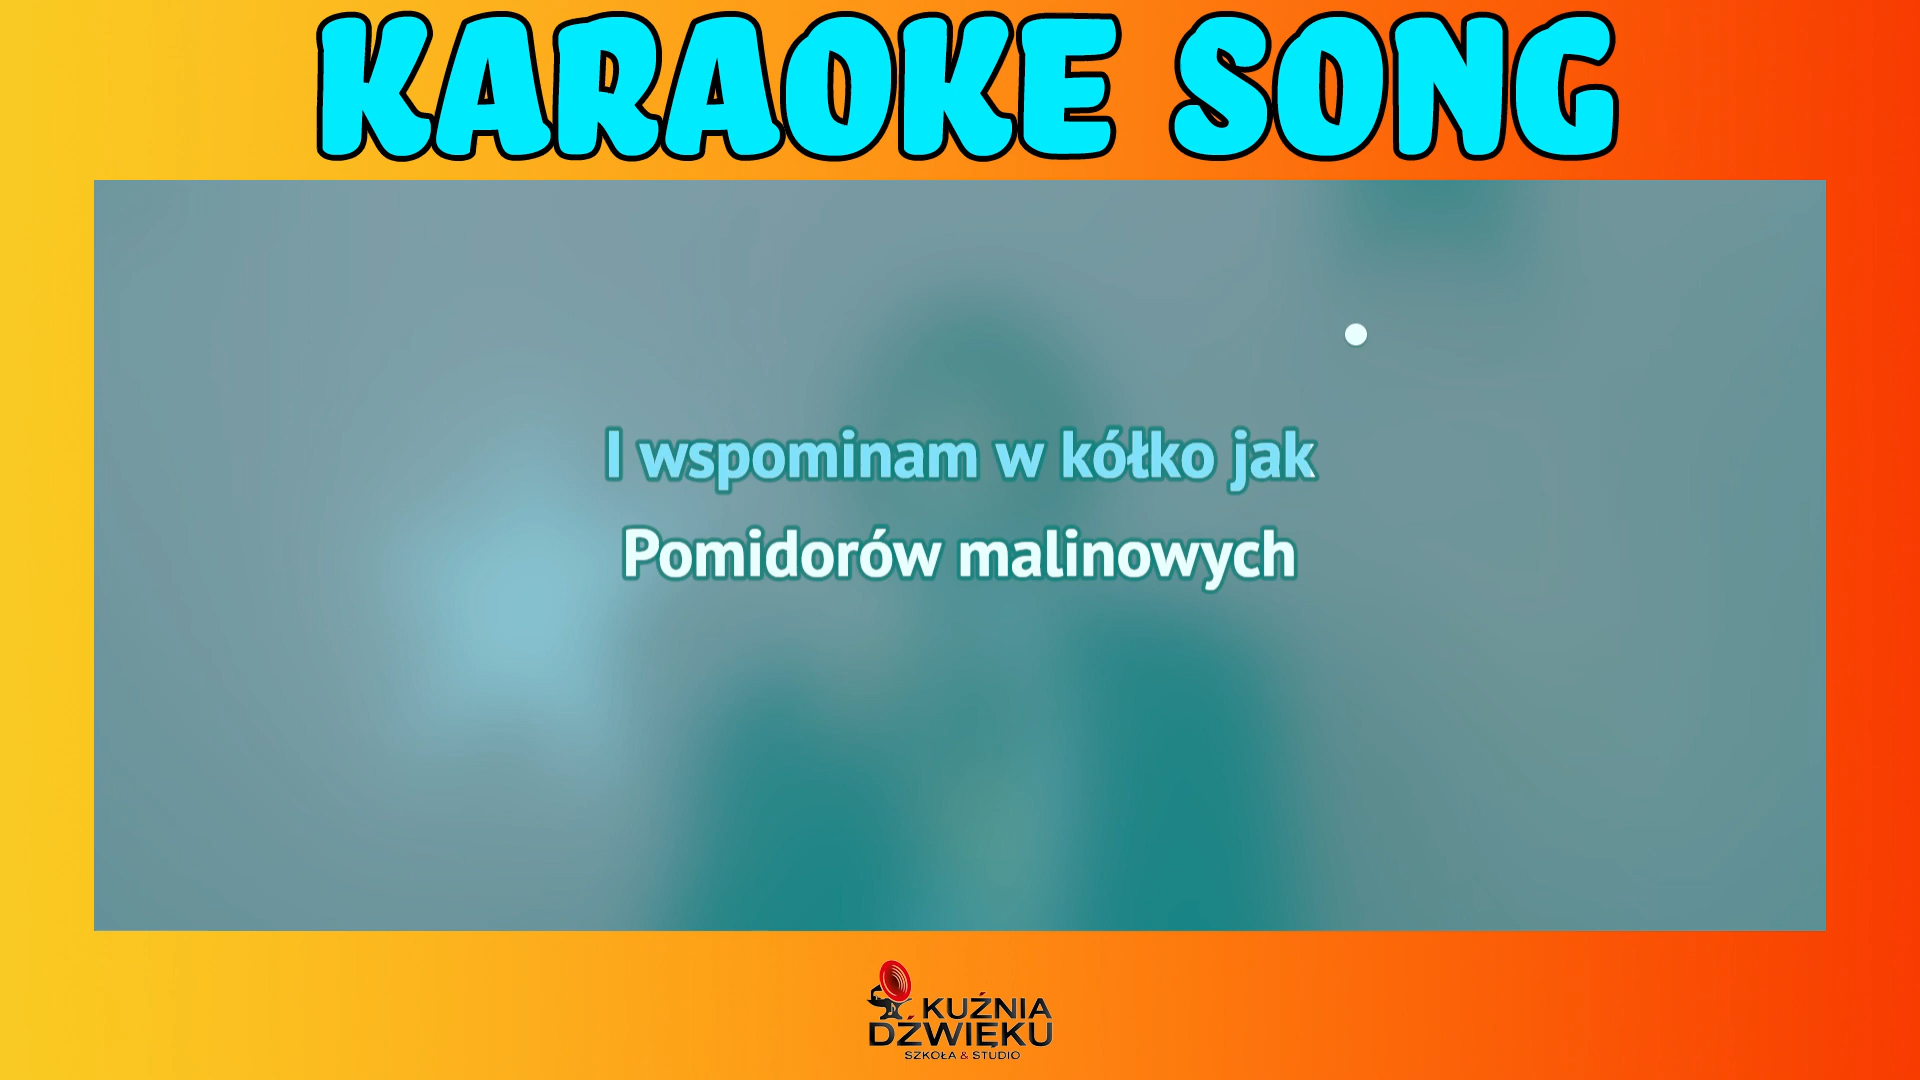 KARAOKE SONG
I wspominam w kółko jak
Pomidorów malinowych
KUŹNIA
DŹWIĘKU
SZKOŁA & STUDIO